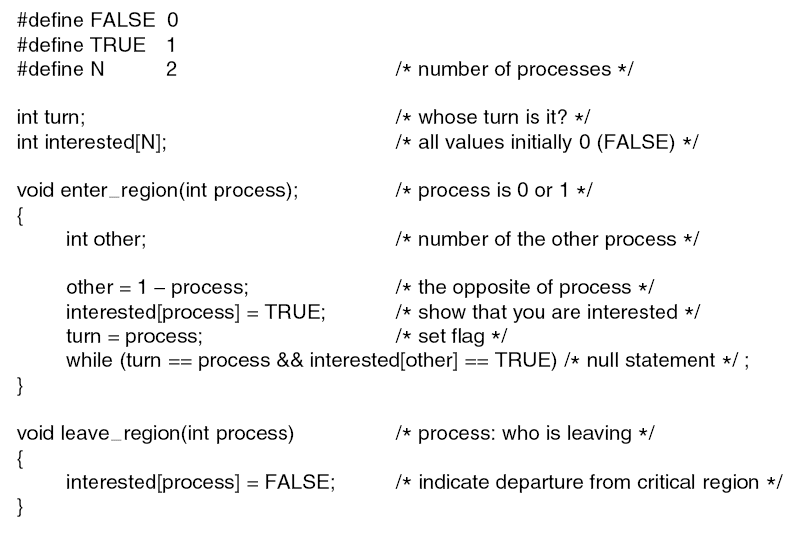 #define FALSE 0
#define TRUE 1
#define N 2 /* number of processes */
int turn; /* whose turn is it? */
int interested[N]; /* all values initially 0 (FALSE) */
void enter_region(int process); /* process is 0 or 1 */
{
int other; /* number of the other process */
other = 1 – process; /* the opposite of process */
interested[process] = TRUE; /* show that you are interested */
turn = process; /* set flag */
while (turn == process && interested[other] == TRUE) /* null statement */ ;
}
void leave_region(int process) /* process: who is leaving */
{
interested[process] = FALSE; /* indicate departure from critical region */
}